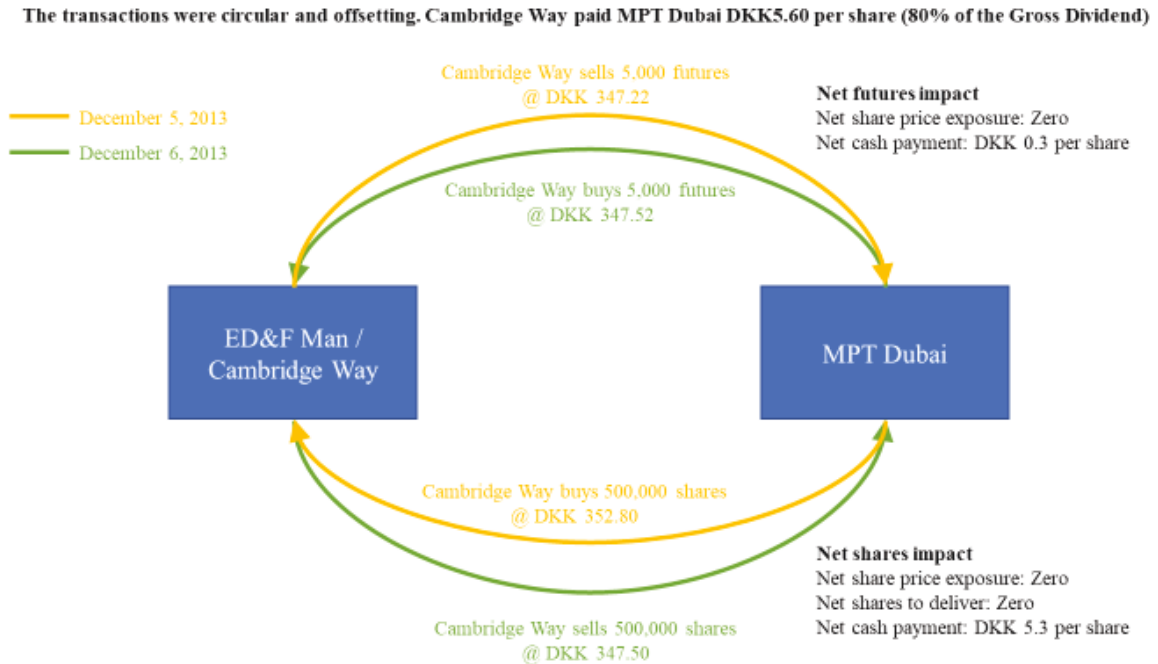 The transactions were circular and offsetting. Cambridge Way paid MPT Dubai DKK5.60 per share (80% of the Gross Dividend)
Cambridge Way sells 5,000 futures
@ DKK 347.22
December 5, 2013
December 6, 2013
Net futures impact
Net share price exposure: Zero
Net cash payment: DKK 0.3 per share
Cambridge Way buys 5,000 futures
@ DKK 347.52
ED&F Man /
Cambridge Way
MPT Dubai
Cambridge Way buys 500,000 shares
@ DKK 352.80
Net shares impact
Net share price exposure: Zero
Net shares to deliver: Zero
Net cash payment: DKK 5.3 per share
Cambridge Way sells 500,000 shares
@ DKK 347.50